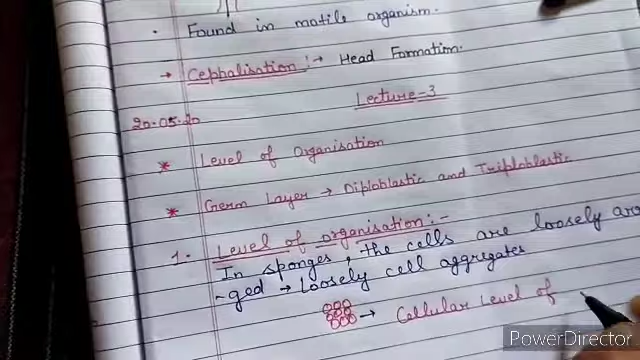 . Found in motile organism.
→ Cephalisation :→ Head Formation.
Lecture-3
20-05-20
* Level of Organisation
* Germ Layer → Diploblastic and Triploblastic
1. Level of organisation:-
In sponges, the cells are loosely arran
-ged → Loosely cell aggregates
→ Cellular Level of
PowerDirector